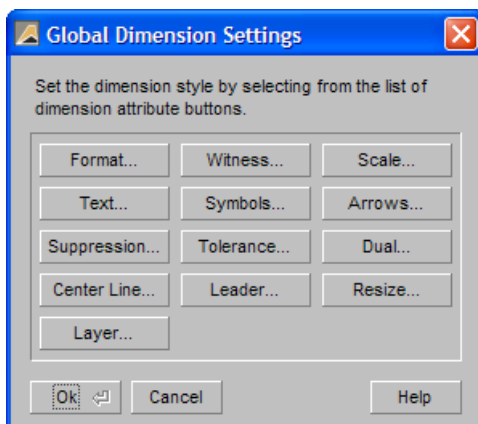 Global Dimension Settings
Set the dimension style by selecting from the list of
dimension attribute buttons.
Format... Witness... Scale...
Text... Symbols... Arrows...
Suppression... Tolerance... Dual...
Center Line... Leader... Resize...
Layer...
Ok Cancel Help